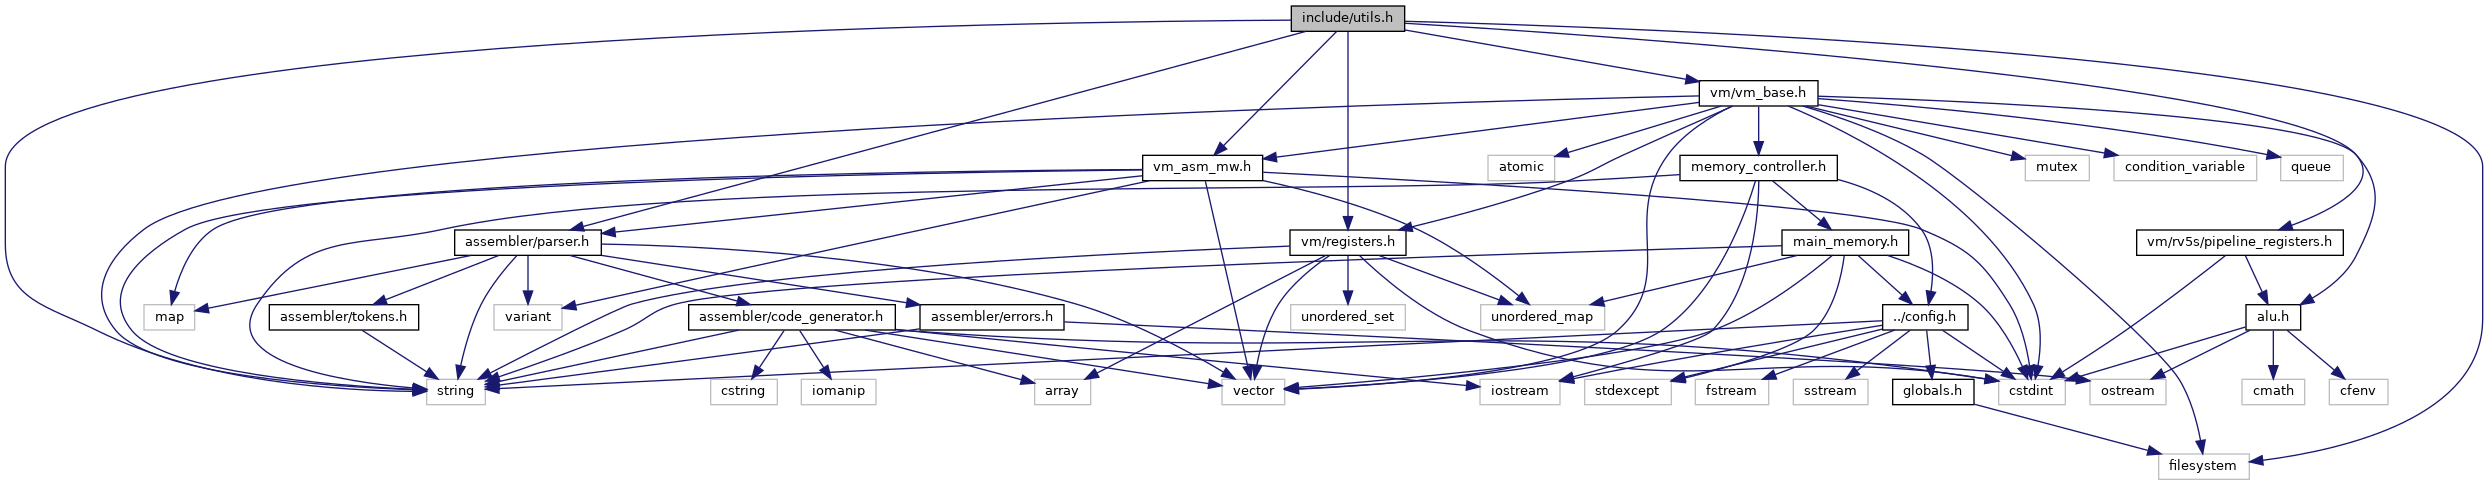 include/utils.h
vm/vm_base.h
vm_asm_mw.h
atomic
memory_controller.h
mutex
condition_variable
queue
assembler/parser.h
vm/registers.h
main_memory.h
vm/rv5s/pipeline_registers.h
map
assembler/tokens.h
variant
assembler/code_generator.h
assembler/errors.h
unordered_set
unordered_map
../config.h
alu.h
string
cstring
iomanip
array
vector
iostream
stdexcept
fstream
sstream
globals.h
cstdint
ostream
cmath
cfenv
filesystem